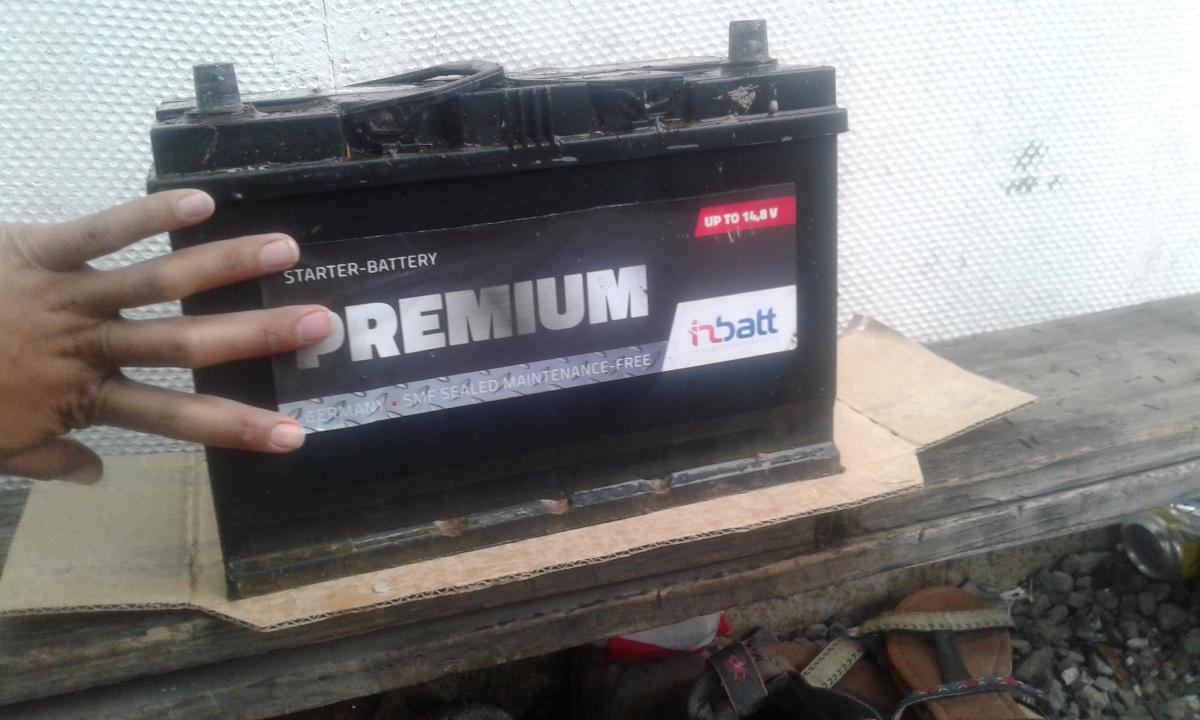 UP TO 14,8 V
STARTER-BATTERY
PREMIUM
inbatt
GERMANY • SMF SEALED MAINTENANCE-FREE